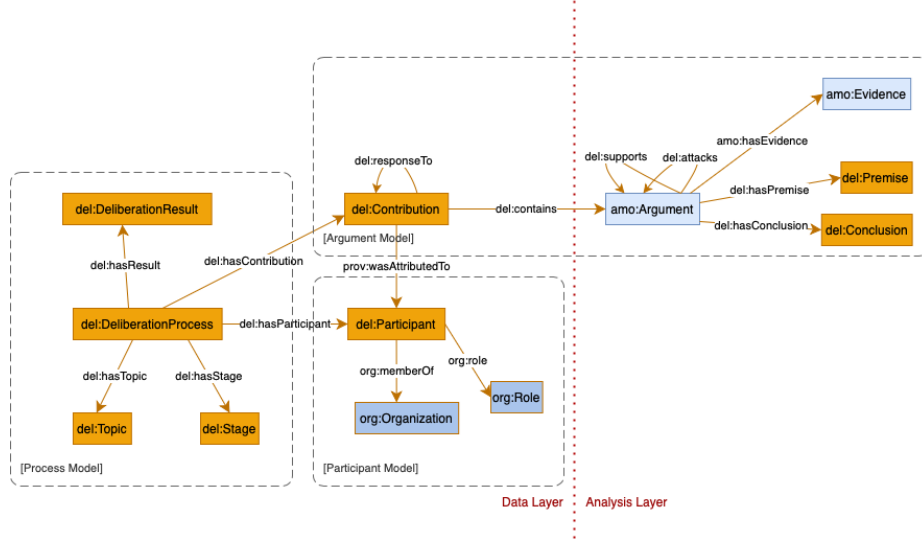 amo:Evidence
amo:hasEvidence
del:responseTo
del:supports
del:attacks
del:Premise
del:hasPremise
del:DeliberationResult
del:Contribution
del:contains
amo:Argument
del:hasConclusion
del:Conclusion
[Argument Model]
del:hasResult
del:hasContribution
prov:wasAttributedTo
del:DeliberationProcess
del:hasParticipant
del:Participant
org:role
org:memberOf
del:hasTopic
del:hasStage
org:Role
org:Organization
del:Topic
del:Stage
[Process Model]
[Participant Model]
Data Layer
Analysis Layer